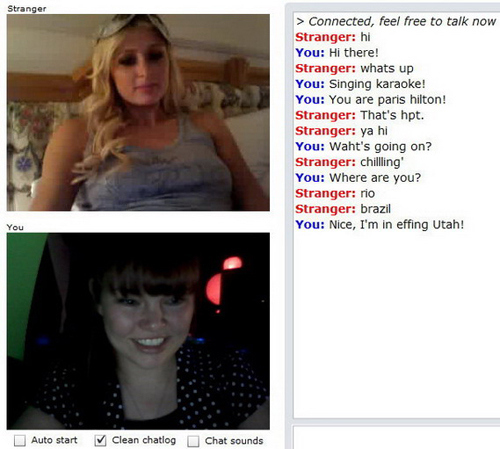 Stranger
> Connected, feel free to talk now
Stranger: hi
You: Hi there!
Stranger: whats up
You: Singing karaoke!
You: You are paris hilton!
Stranger: That's hpt.
Stranger: ya hi
You: Waht's going on?
Stranger: chillling'
You: Where are you?
Stranger: rio
Stranger: brazil
You: Nice, I'm in effing Utah!
You
Auto start
Clean chatlog
Chat sounds